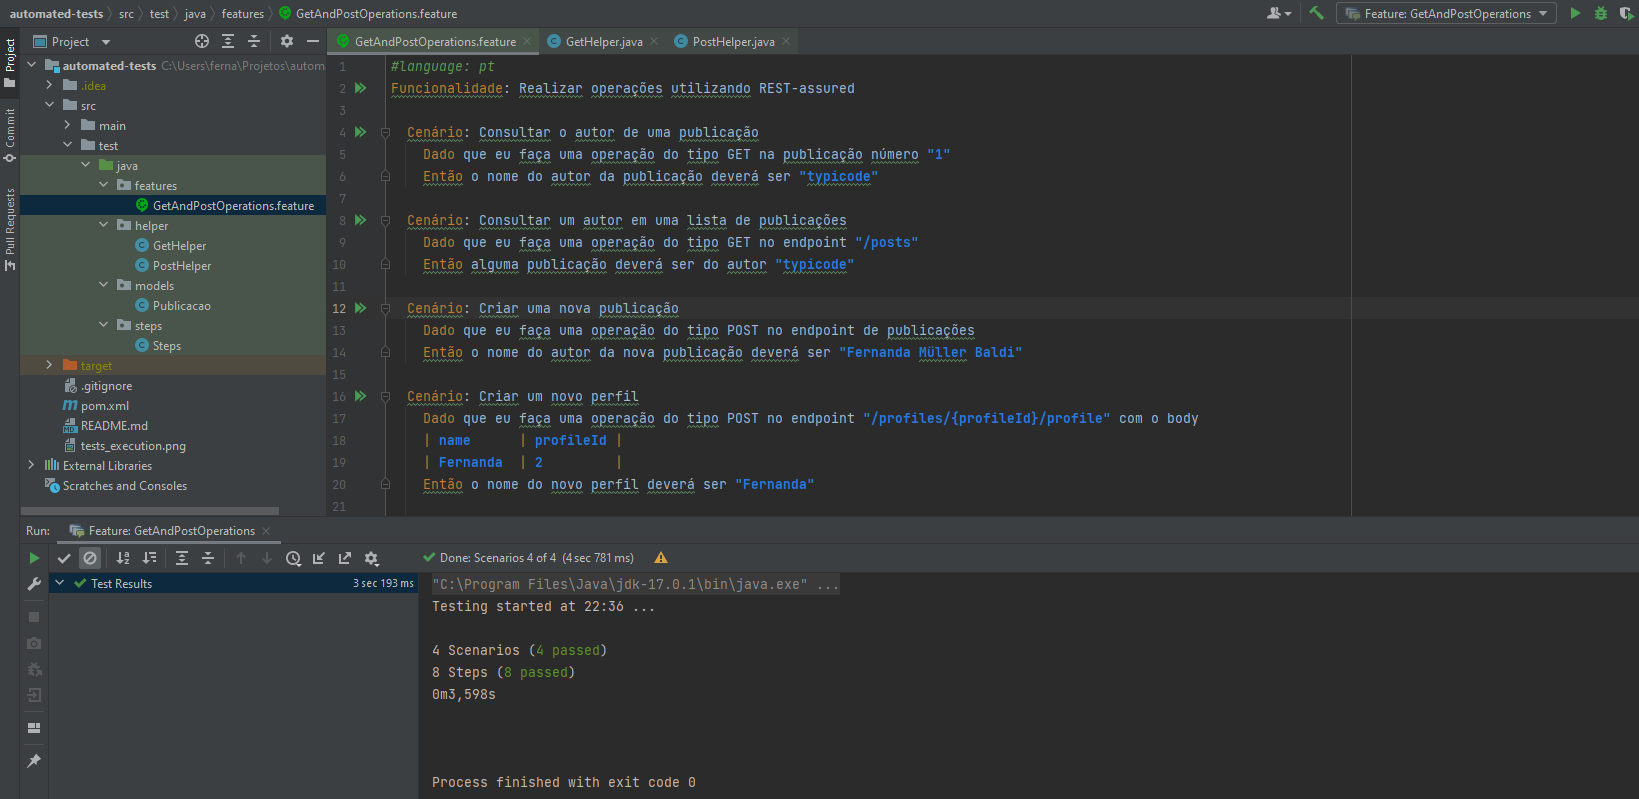 automated-tests src test java features GetAndPostOperations.feature
Feature: GetAndPostOperations
Project
Commit
Pull Requests
Project
automated-tests C:\Users\ferna\Projetos\autom
.idea
src
main
test
java
features
GetAndPostOperations.feature
helper
GetHelper
PostHelper
models
Publicacao
steps
Steps
target
.gitignore
pom.xml
README.md
tests_execution.png
External Libraries
Scratches and Consoles
GetAndPostOperations.feature GetHelper.java PostHelper.java
1 #language: pt
2 Funcionalidade: Realizar operações utilizando REST-assured
3
4 Cenário: Consultar o autor de uma publicação
5 Dado que eu faça uma operação do tipo GET na publicação número "1"
6 Então o nome do autor da publicação deverá ser "typicode"
7
8 Cenário: Consultar um autor em uma lista de publicações
9 Dado que eu faça uma operação do tipo GET no endpoint "/posts"
10 Então alguma publicação deverá ser do autor "typicode"
11
12 Cenário: Criar uma nova publicação
13 Dado que eu faça uma operação do tipo POST no endpoint de publicações
14 Então o nome do autor da nova publicação deverá ser "Fernanda Müller Baldi"
15
16 Cenário: Criar um novo perfil
17 Dado que eu faça uma operação do tipo POST no endpoint "/profiles/{profileId}/profile" com o body
18 | name | profileId |
19 | Fernanda | 2 |
20 Então o nome do novo perfil deverá ser "Fernanda"
21
Run: Feature: GetAndPostOperations
Done: Scenarios 4 of 4 (4 sec 781 ms)
Test Results 3 sec 193 ms
"C:\Program Files\Java\jdk-17.0.1\bin\java.exe" ...
Testing started at 22:36 ...
4 Scenarios (4 passed)
8 Steps (8 passed)
0m3,598s
Process finished with exit code 0